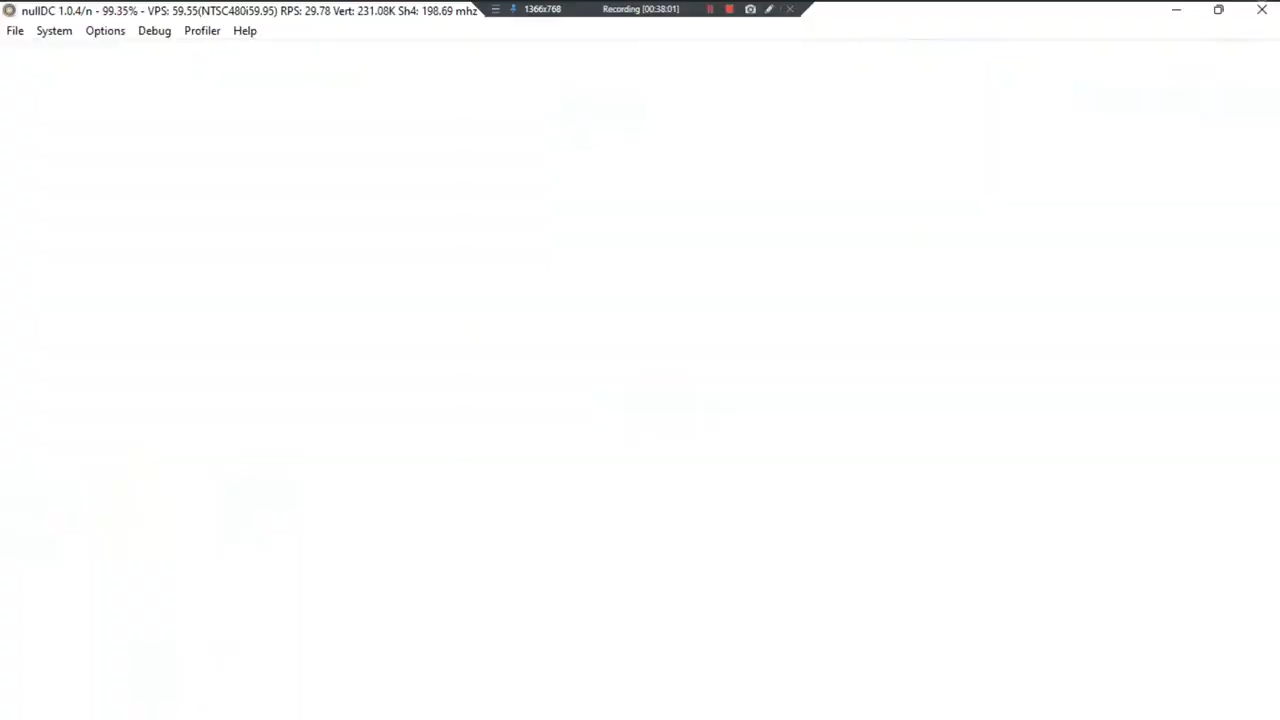 nullDC 1.0.4/n - 99.35% - VPS: 59.55(NTSC480i59.95) RPS: 29.78 Vert: 231.08K Sh4: 198.69 mhz
1366x768
Recording [00:38:01]
File System Options Debug Profiler Help